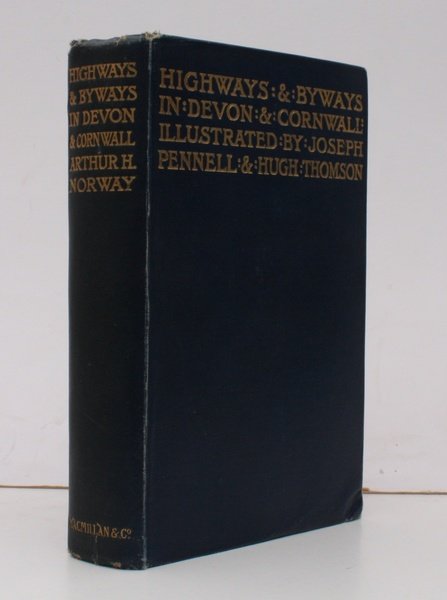 HIGHWAYS
& BYWAYS
IN DEVON
& CORNWALL
ARTHUR H.
NORWAY
MACMILLAN & Co.
HIGHWAYS:&:BYWAYS
IN:DEVON:&:CORNWALL:
ILLUSTRATED:BY:JOSEPH
PENNELL:&:HUGH:THOMSON